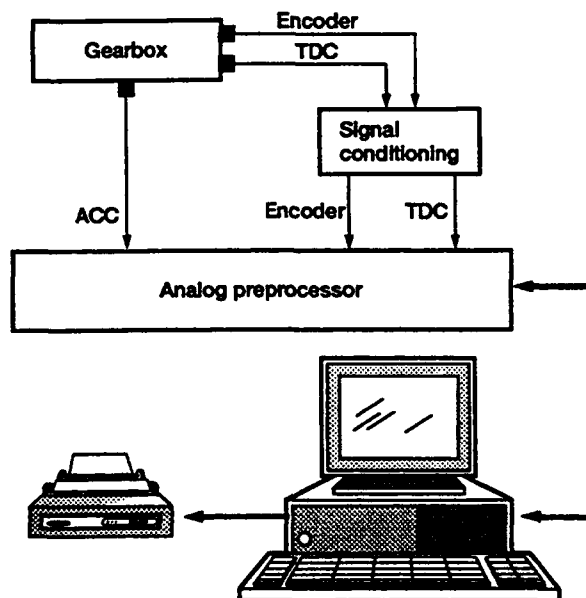 Encoder
Gearbox
TDC
Signal
conditioning
ACC
Encoder
TDC
Analog preprocessor